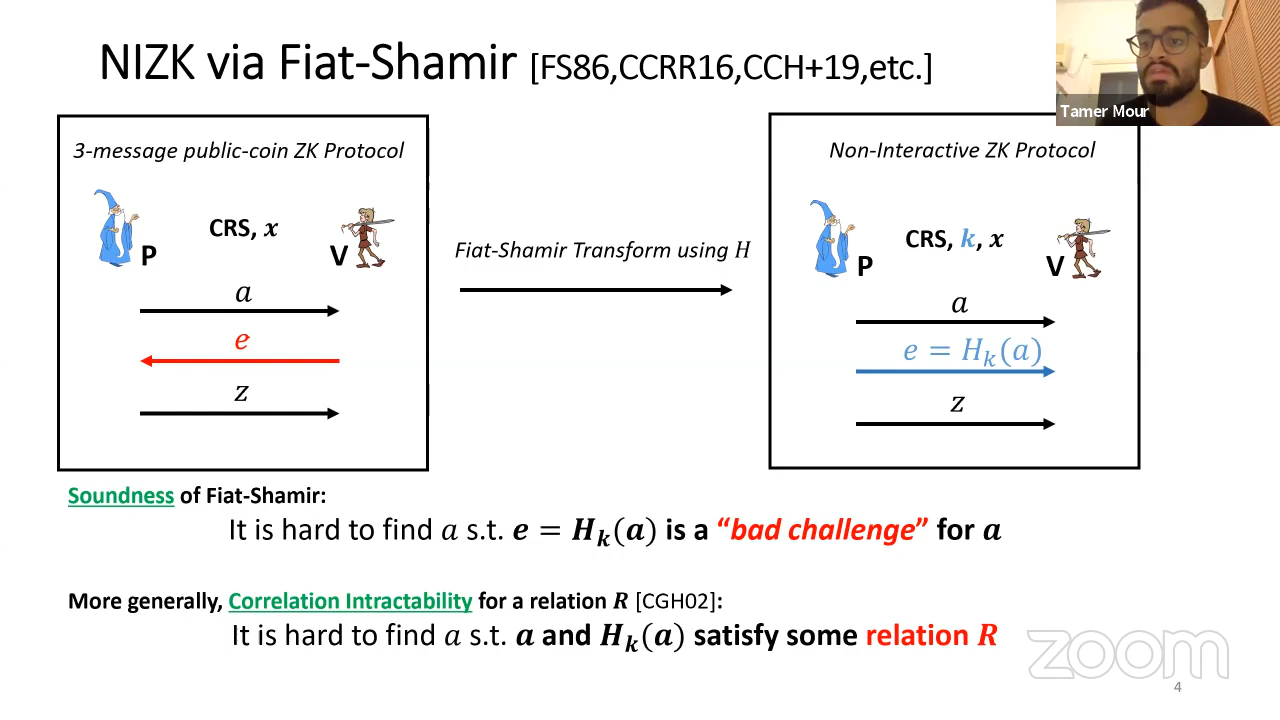 NIZK via Fiat-Shamir [FS86,CCRR16,CCH+19,etc.]
Tamer Mour
3-message public-coin ZK Protocol
CRS, x
P
V
a
e
z
Fiat-Shamir Transform using H
Non-Interactive ZK Protocol
CRS, k, x
P
V
a
e = H_k(a)
z
Soundness of Fiat-Shamir:
It is hard to find a s.t. e = H_k(a) is a “bad challenge” for a
More generally, Correlation Intractability for a relation R [CGH02]:
It is hard to find a s.t. a and H_k(a) satisfy some relation R
zoom
4